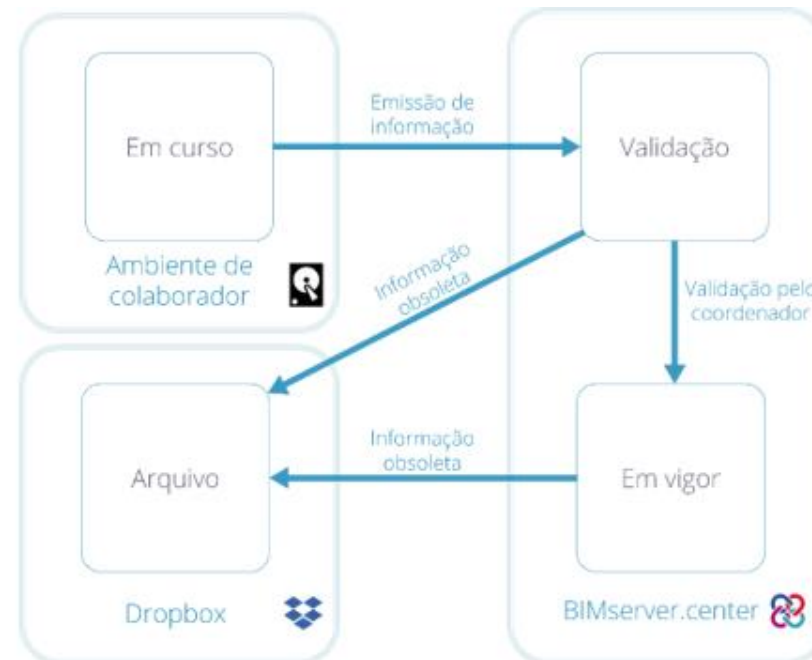 Em curso
Emissão de
informação
Validação
Ambiente de
colaborador
Informação
obsoleta
Validação pelo
coordenador
Arquivo
Informação
obsoleta
Em vigor
Dropbox
BIMserver.center